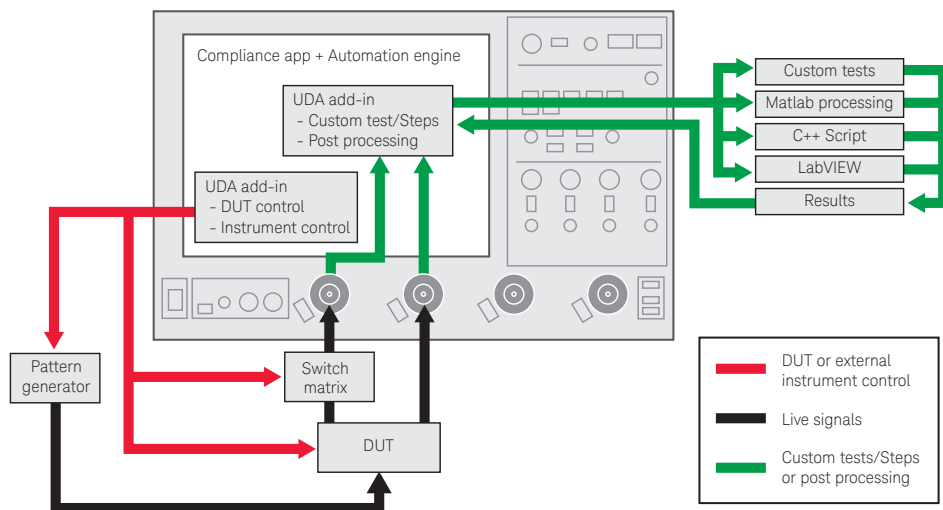 Compliance app + Automation engine
UDA add-in
- Custom test/Steps
- Post processing
UDA add-in
- DUT control
- Instrument control
Custom tests
Matlab processing
C++ Script
LabVIEW
Results
Pattern
generator
Switch
matrix
DUT
DUT or external
instrument control
Live signals
Custom tests/Steps
or post processing